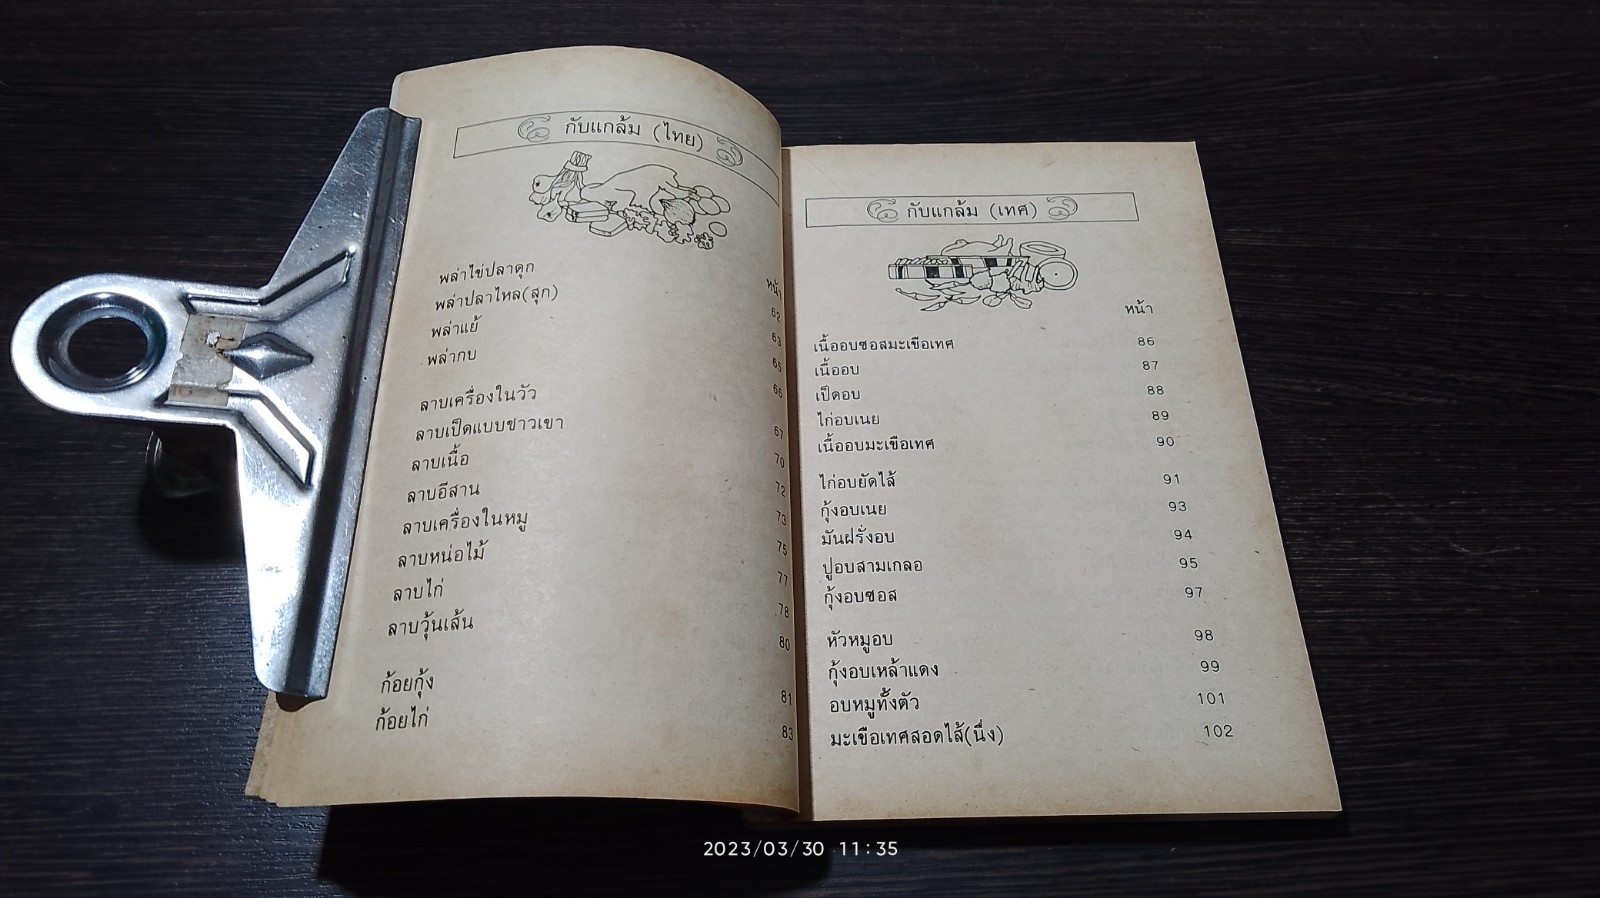 กับแกล้ม (ไทย)
หน้า
พล่าไข่ปลาดุก 62
พล่าปลาไหล(สุก) 63
พล่าแย้ 65
พล่ากบ 66
ลาบเครื่องในวัว 67
ลาบเป็ดแบบชาวเขา 70
ลาบเนื้อ 72
ลาบอีสาน 73
ลาบเครื่องในหมู 75
ลาบหน่อไม้ 77
ลาบไก่ 78
ลาบวุ้นเส้น 80
ก้อยกุ้ง 81
ก้อยไก่ 83
กับแกล้ม (เทศ)
หน้า
เนื้ออบซอสมะเขือเทศ 86
เนื้ออบ 87
เป็ดอบ 88
ไก่อบเนย 89
เนื้ออบมะเขือเทศ 90
ไก่อบยัดไส้ 91
กุ้งอบเนย 93
มันฝรั่งอบ 94
ปูอบสามเกลอ 95
กุ้งอบซอส 97
หัวหมูอบ 98
กุ้งอบเหล้าแดง 99
อบหมูทั้งตัว 101
มะเขือเทศสอดไส้(นึ่ง) 102
2023/03/30 11:35